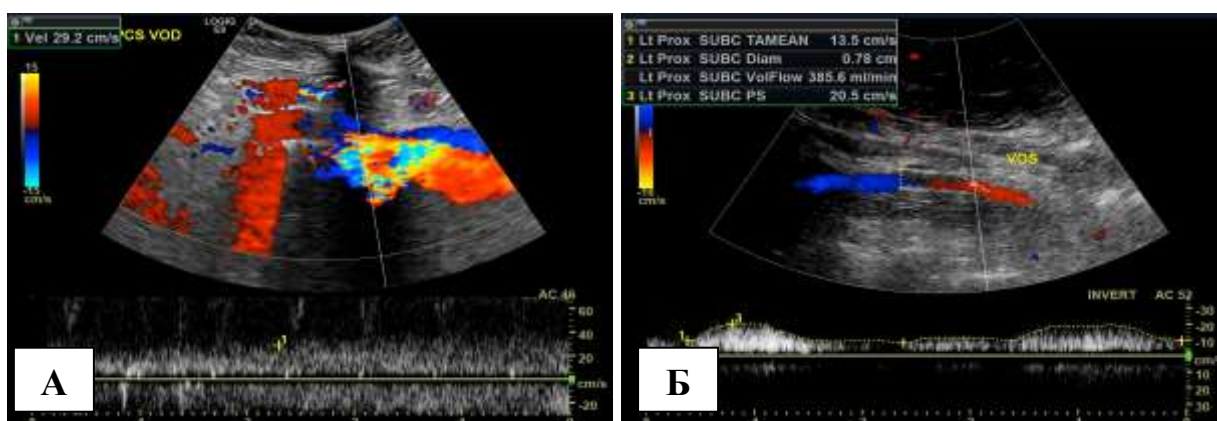 LOGIQ
1 Vel 29.2 cm/s
PCS VOD
15
-15
cm/s
AC 46
60
40
20
cm/s
-20
А
1 Lt Prox SUBC TAMEAN 13.5 cm/s
2 Lt Prox SUBC Diam 0.78 cm
Lt Prox SUBC VolFlow 385.6 ml/min
3 Lt Prox SUBC PS 20.5 cm/s
VOS
cm/s
INVERT AC 52
-30
-20
-10
cm/s
10
20
30
Б